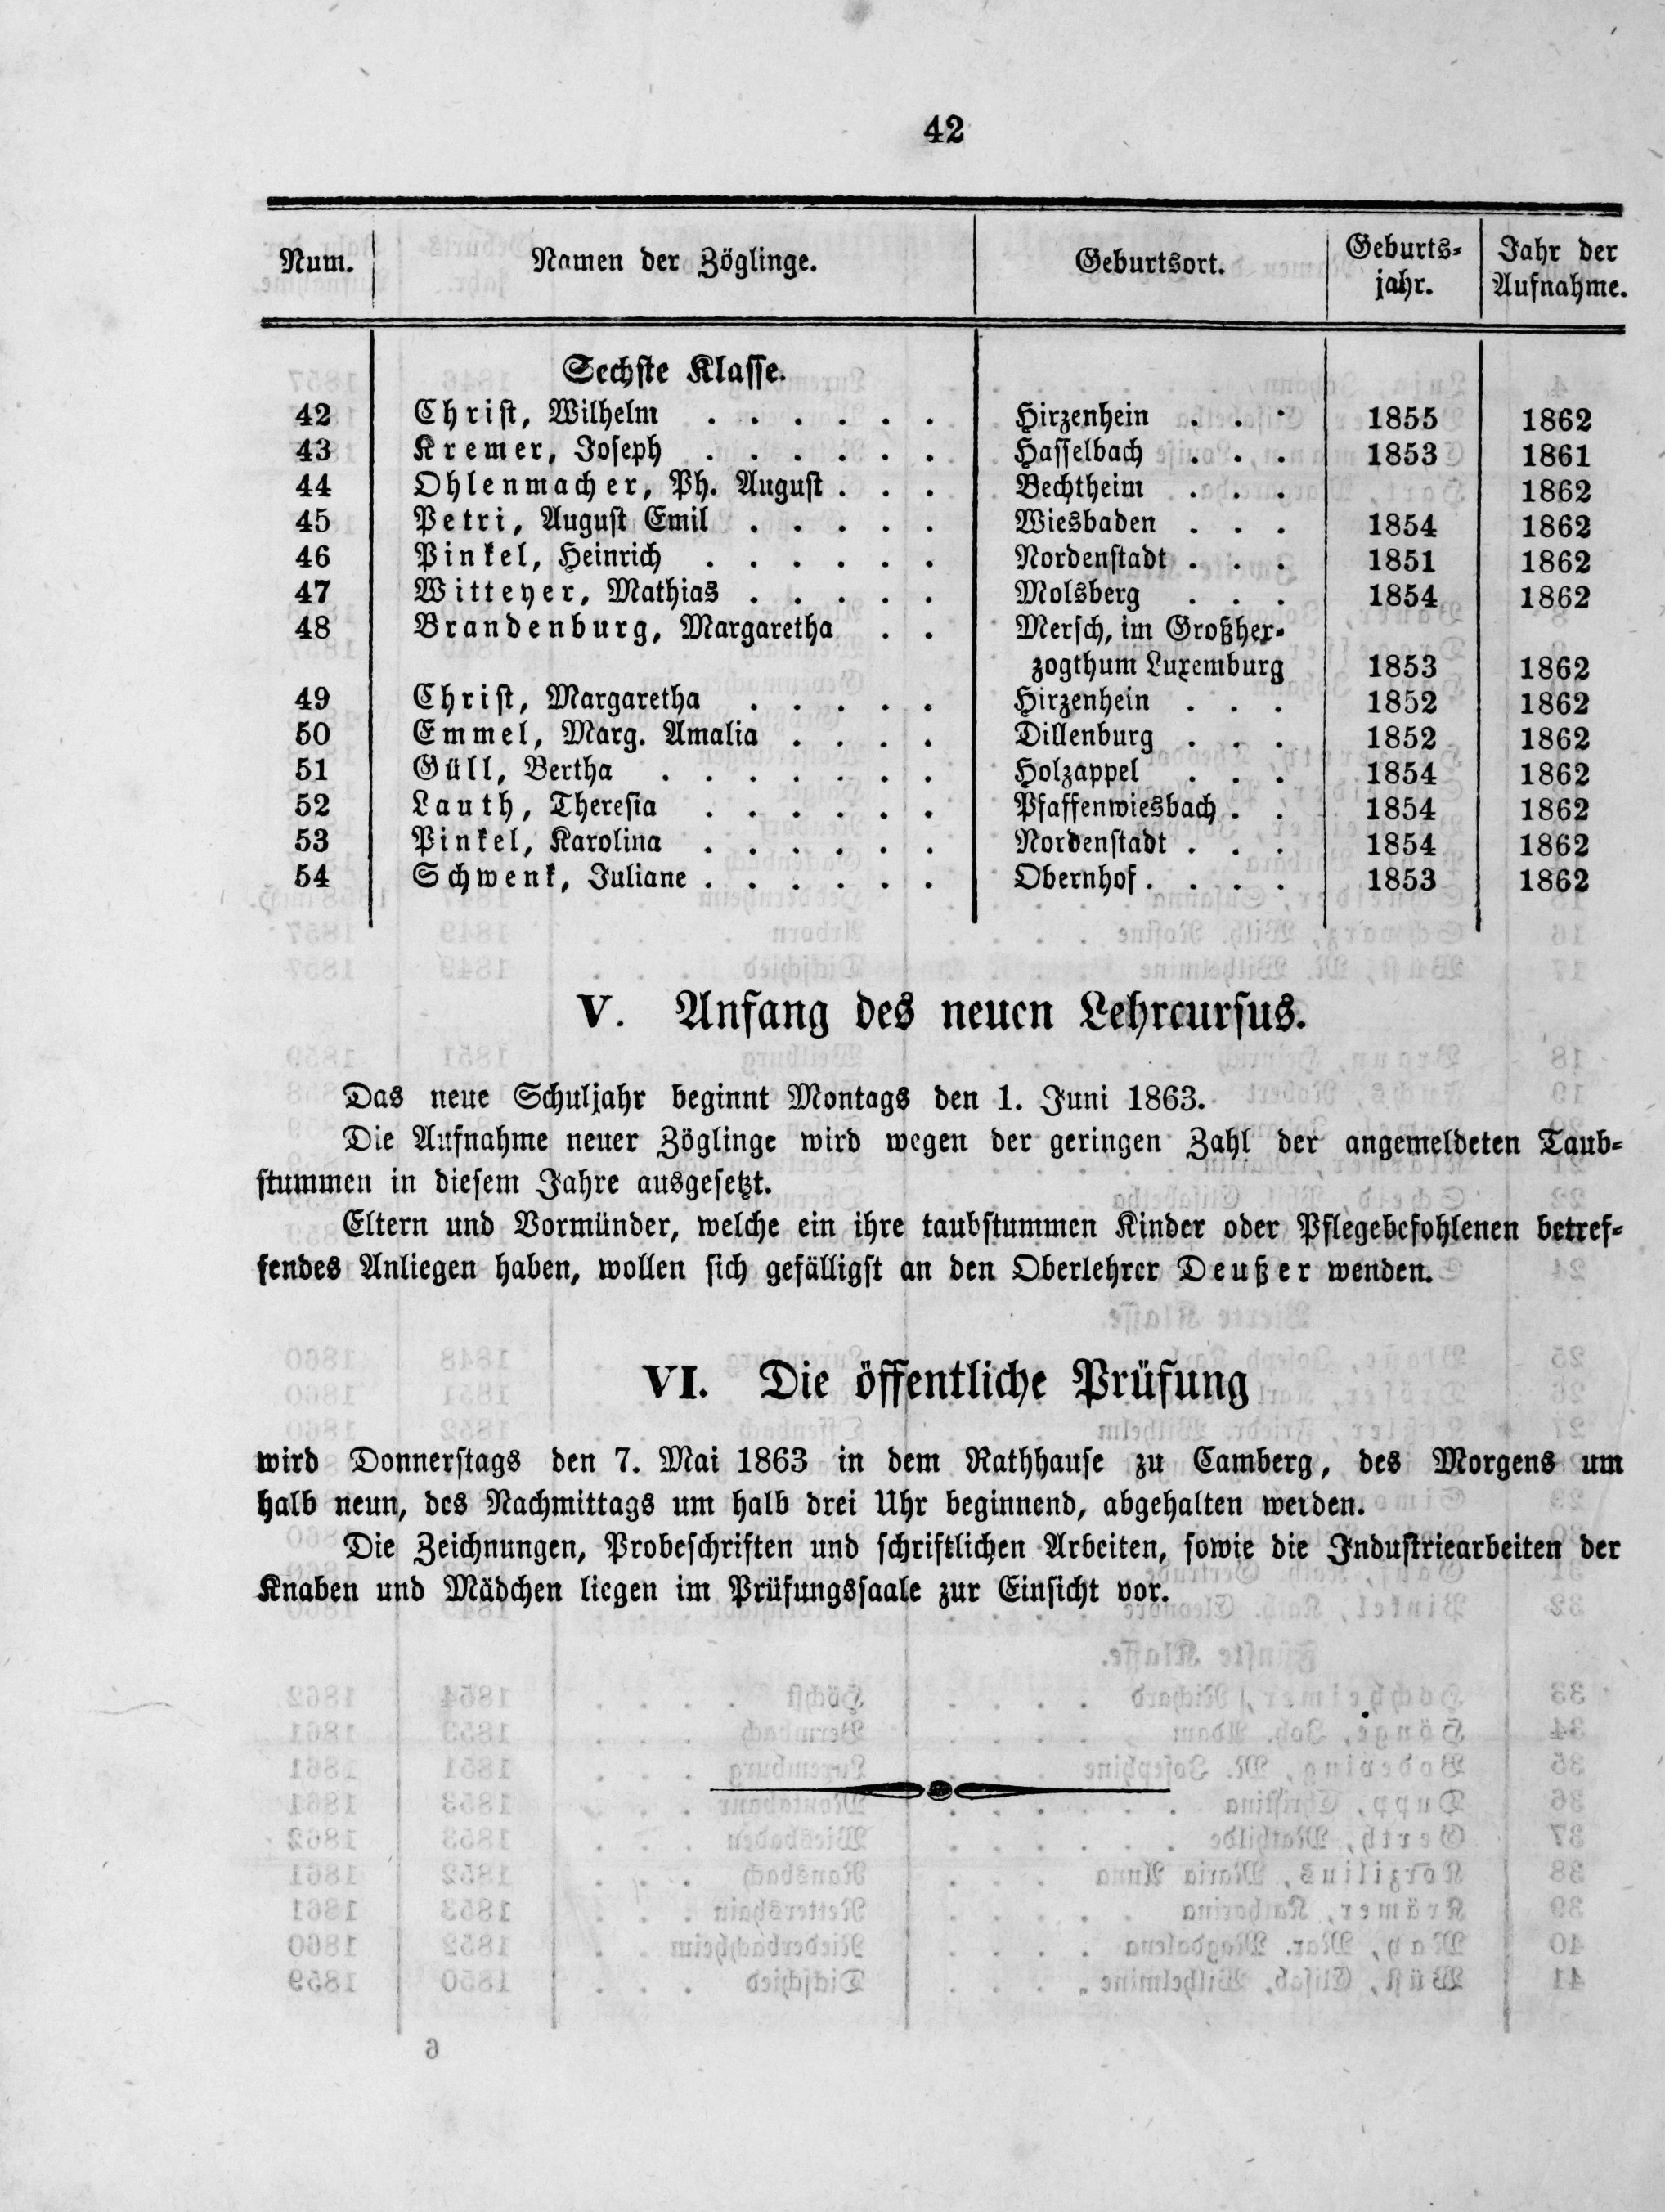 42
Num. Namen der Zöglinge. Geburtsort. Geburts- Jahr der
jahr. Aufnahme.
Sechste Klasse.
42 Christ, Wilhelm . . . . . . Hirzenhein . . . 1855 1862
43 Kremer, Joseph . . . . . . Hasselbach . . . 1853 1861
44 Ohlenmacher, Ph. August . . . Bechtheim . . . 1862
45 Petri, August Emil . . . . . Wiesbaden . . . 1854 1862
46 Pinkel, Heinrich . . . . . . Nordenstadt . . . 1851 1862
47 Witteyer, Mathias . . . . . Molsberg . . . 1854 1862
48 Brandenburg, Margaretha . . Mersch, im Großher-
zogthum Luxemburg 1853 1862
49 Christ, Margaretha . . . . . Hirzenhein . . . 1852 1862
50 Emmel, Marg. Amalia . . . . Dillenburg . . . 1852 1862
51 Güll, Bertha . . . . . . . Holzappel . . . 1854 1862
52 Lauth, Theresia . . . . . . Pfaffenwiesbach . . 1854 1862
53 Pinkel, Karolina . . . . . . Nordenstadt . . . 1854 1862
54 Schwenk, Juliane . . . . . . Obernhof . . . . 1853 1862
V. Anfang des neuen Lehrcursus.
Das neue Schuljahr beginnt Montags den 1. Juni 1863.
Die Aufnahme neuer Zöglinge wird wegen der geringen Zahl der angemeldeten Taub-
stummen in diesem Jahre ausgesetzt.
Eltern und Vormünder, welche ein ihre taubstummen Kinder oder Pflegebefohlenen betref-
fendes Anliegen haben, wollen sich gefälligst an den Oberlehrer Deußer wenden.
VI. Die öffentliche Prüfung
wird Donnerstags den 7. Mai 1863 in dem Rathhause zu Camberg, des Morgens um
halb neun, des Nachmittags um halb drei Uhr beginnend, abgehalten werden.
Die Zeichnungen, Probeschriften und schriftlichen Arbeiten, sowie die Industriearbeiten der
Knaben und Mädchen liegen im Prüfungssaale zur Einsicht vor.